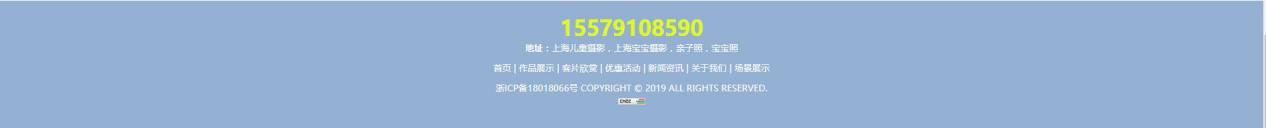 15579108590
地址：上海儿童摄影，上海宝宝摄影，亲子照，宝宝照
首页 | 作品展示 | 客片欣赏 | 优惠活动 | 新闻资讯 | 关于我们 | 场景展示
浙ICP备18018066号 COPYRIGHT © 2019 ALL RIGHTS RESERVED.
CNZZ